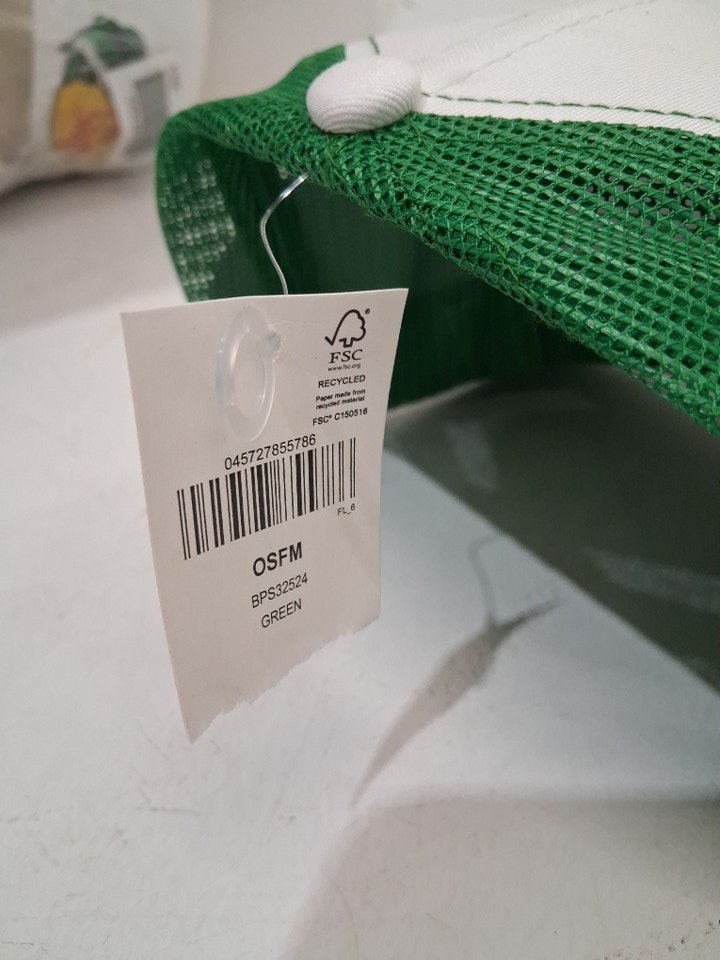 FSC®
www.fsc.org
RECYCLED
Paper made from
recycled material
FSC® C150516
045727855786
FL_6
OSFM
BPS32524
GREEN